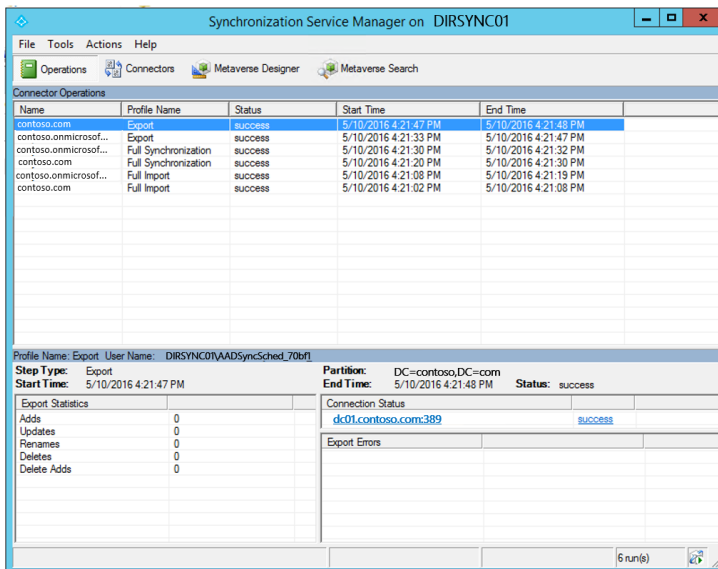 Synchronization Service Manager on DIRSYNC01
File Tools Actions Help
Operations Connectors Metaverse Designer Metaverse Search
Connector Operations
Name Profile Name Status Start Time End Time
contoso.com Export success 5/10/2016 4:21:47 PM 5/10/2016 4:21:48 PM
contoso.onmicrosof... Export success 5/10/2016 4:21:33 PM 5/10/2016 4:21:47 PM
contoso.onmicrosof... Full Synchronization success 5/10/2016 4:21:30 PM 5/10/2016 4:21:32 PM
contoso.com Full Synchronization success 5/10/2016 4:21:20 PM 5/10/2016 4:21:30 PM
contoso.onmicrosof... Full Import success 5/10/2016 4:21:08 PM 5/10/2016 4:21:19 PM
contoso.com Full Import success 5/10/2016 4:21:02 PM 5/10/2016 4:21:08 PM
Profile Name: Export User Name: DIRSYNC01\AADSyncSched_70bf1
Step Type: Export Partition: DC=contoso,DC=com
Start Time: 5/10/2016 4:21:47 PM End Time: 5/10/2016 4:21:48 PM Status: success
Export Statistics Connection Status
Adds 0 dc01.contoso.com:389 success
Updates 0
Renames 0 Export Errors
Deletes 0
Delete Adds 0
6 run(s)